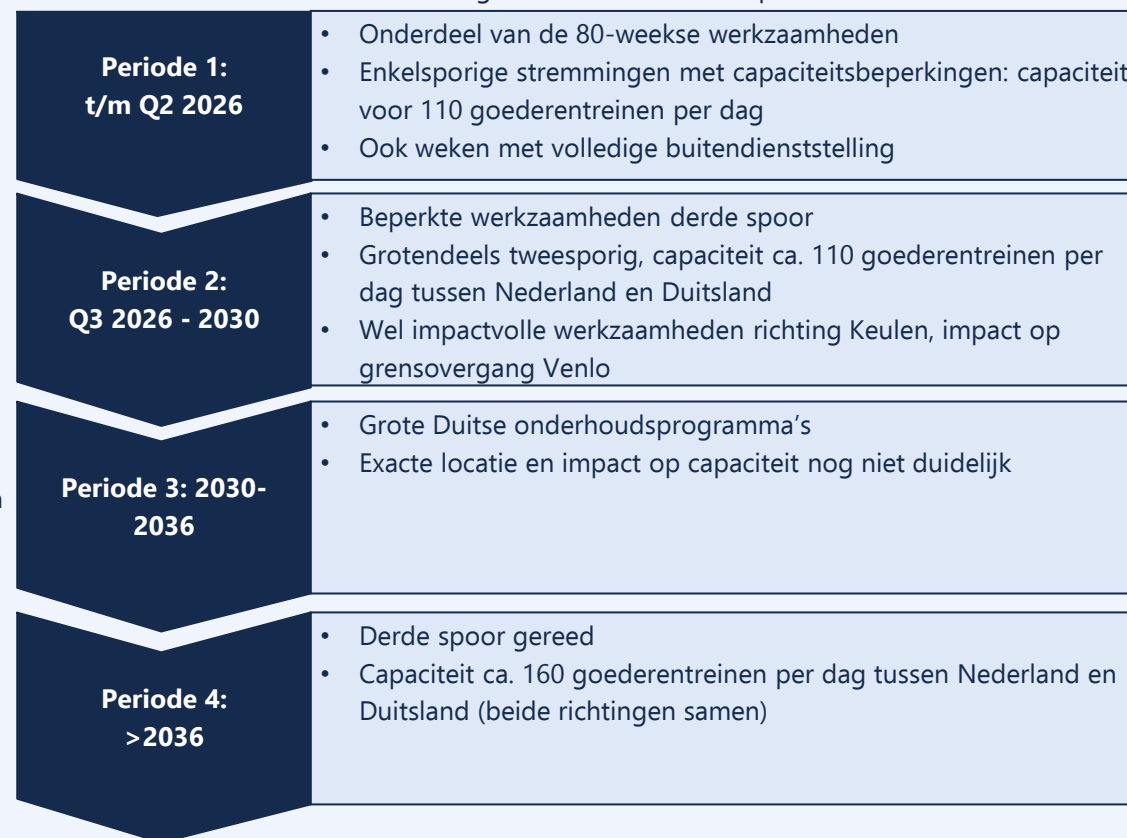 Periode 1:
t/m Q2 2026
• Onderdeel van de 80-weekse werkzaamheden
• Enkelsporige stremmingen met capaciteitsbeperkingen: capaciteit
voor 110 goederentreinen per dag
• Ook weken met volledige buitendienststelling
Periode 2:
Q3 2026 - 2030
• Beperkte werkzaamheden derde spoor
• Grotendeels tweesporig, capaciteit ca. 110 goederentreinen per
dag tussen Nederland en Duitsland
• Wel impactvolle werkzaamheden richting Keulen, impact op
grensovergang Venlo
Periode 3: 2030-
2036
• Grote Duitse onderhoudsprogramma's
• Exacte locatie en impact op capaciteit nog niet duidelijk
Periode 4:
>2036
• Derde spoor gereed
• Capaciteit ca. 160 goederentreinen per dag tussen Nederland en
Duitsland (beide richtingen samen)